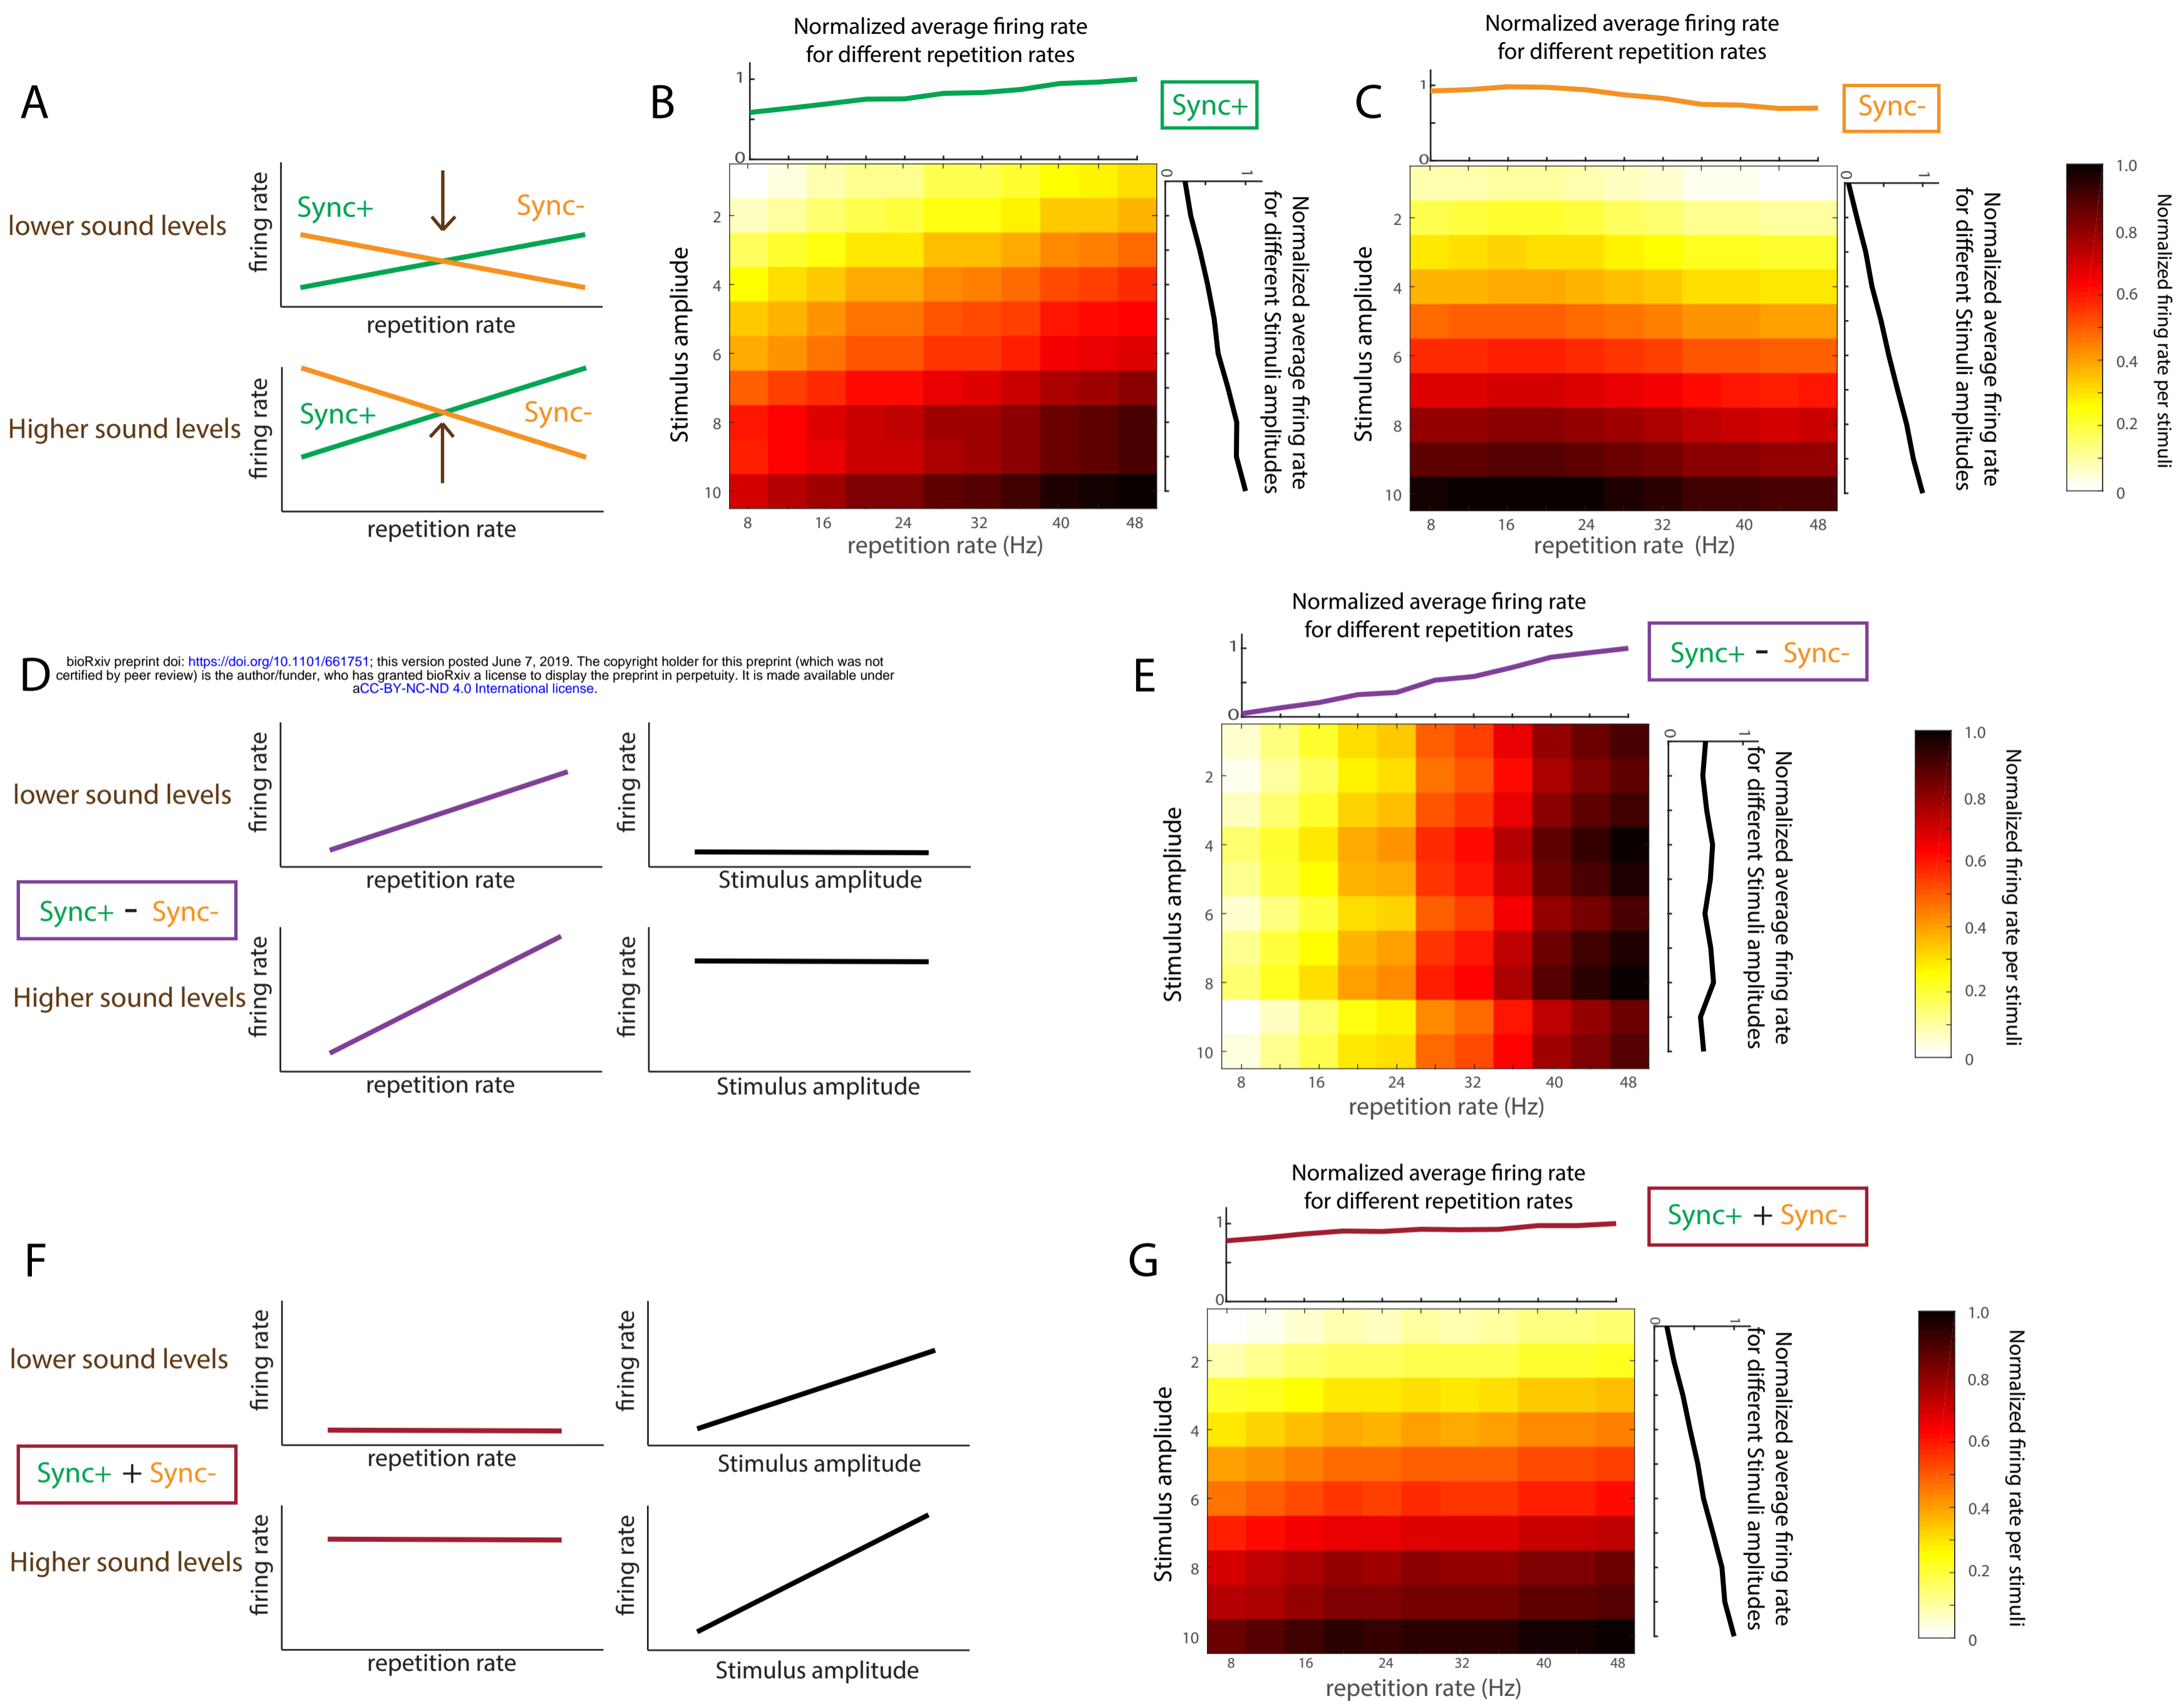 A
lower sound levels
firing rate
Sync+
Sync-
repetition rate
Higher sound levels
firing rate
Sync+
Sync-
repetition rate
B
Normalized average firing rate
for different repetition rates
1
0
Sync+
Stimulus ampliude
2
4
6
8
10
8 16 24 32 40 48
repetition rate (Hz)
0 1
Normalized average firing rate
for different Stimuli amplitudes
C
Normalized average firing rate
for different repetition rates
1
0
Sync-
Stimulus ampliude
2
4
6
8
10
8 16 24 32 40 48
repetition rate (Hz)
0 1
Normalized average firing rate
for different Stimuli amplitudes
1.0
0.8
0.6
0.4
0.2
0
Normalized firing rate per stimuli
D
bioRxiv preprint doi: https://doi.org/10.1101/661751; this version posted June 7, 2019. The copyright holder for this preprint (which was not
certified by peer review) is the author/funder, who has granted bioRxiv a license to display the preprint in perpetuity. It is made available under
aCC-BY-NC-ND 4.0 International license.
lower sound levels
firing rate
repetition rate
firing rate
Stimulus amplitude
Sync+ - Sync-
Higher sound levels
firing rate
repetition rate
firing rate
Stimulus amplitude
E
Normalized average firing rate
for different repetition rates
1
0
Sync+ - Sync-
Stimulus ampliude
2
4
6
8
10
8 16 24 32 40 48
repetition rate (Hz)
0 1
Normalized average firing rate
for different Stimuli amplitudes
1.0
0.8
0.6
0.4
0.2
0
Normalized firing rate per stimuli
F
lower sound levels
firing rate
repetition rate
firing rate
Stimulus amplitude
Sync+ + Sync-
Higher sound levels
firing rate
repetition rate
firing rate
Stimulus amplitude
G
Normalized average firing rate
for different repetition rates
1
0
Sync+ + Sync-
Stimulus ampliude
2
4
6
8
10
8 16 24 32 40 48
repetition rate (Hz)
0 1
Normalized average firing rate
for different Stimuli amplitudes
1.0
0.8
0.6
0.4
0.2
0
Normalized firing rate per stimuli